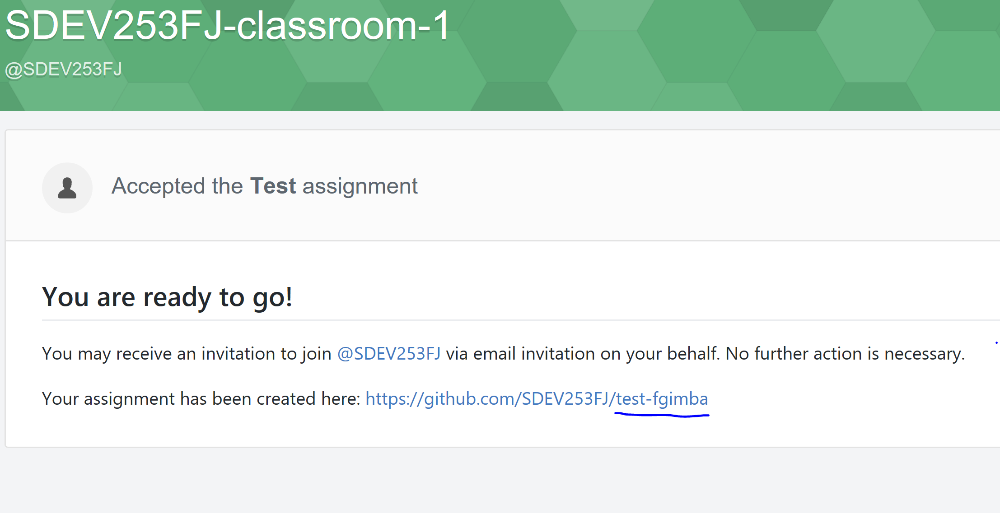 SDEV253FJ-classroom-1
@SDEV253FJ
Accepted the Test assignment
You are ready to go!
You may receive an invitation to join @SDEV253FJ via email invitation on your behalf. No further action is necessary.
Your assignment has been created here: https://github.com/SDEV253FJ/test-fgimba